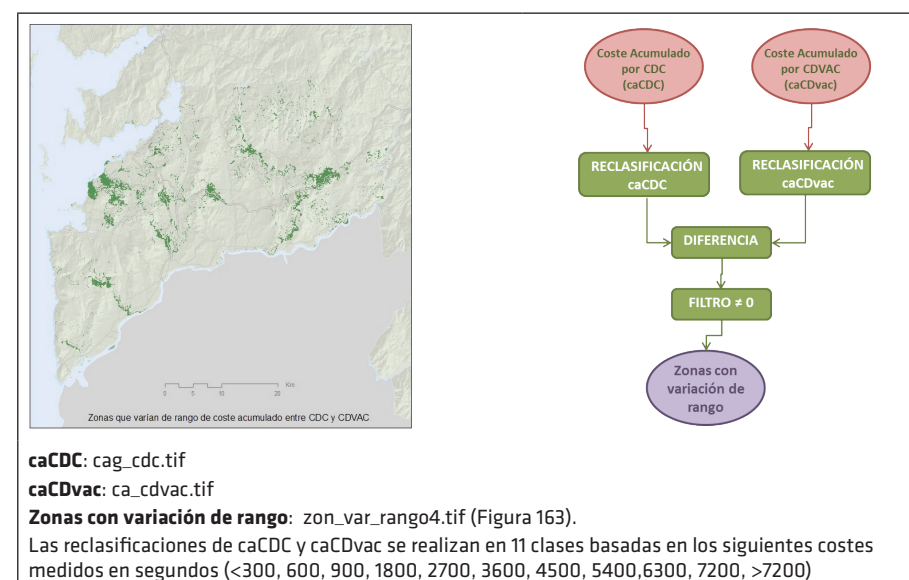 Km
0 5 10 20
Zonas que varían de rango de coste acumulado entre CDC y CDVAC
Coste Acumulado
por CDC
(caCDC)
Coste Acumulado
por CDVAC
(caCDvac)
RECLASIFICACIÓN
caCDC
RECLASIFICACIÓN
caCDvac
DIFERENCIA
FILTRO ≠ 0
Zonas con
variación de
rango
caCDC: cag_cdc.tif
caCDvac: ca_cdvac.tif
Zonas con variación de rango: zon_var_rango4.tif (Figura 163).
Las reclasificaciones de caCDC y caCDvac se realizan en 11 clases basadas en los siguientes costes
medidos en segundos (<300, 600, 900, 1800, 2700, 3600, 4500, 5400,6300, 7200, >7200)